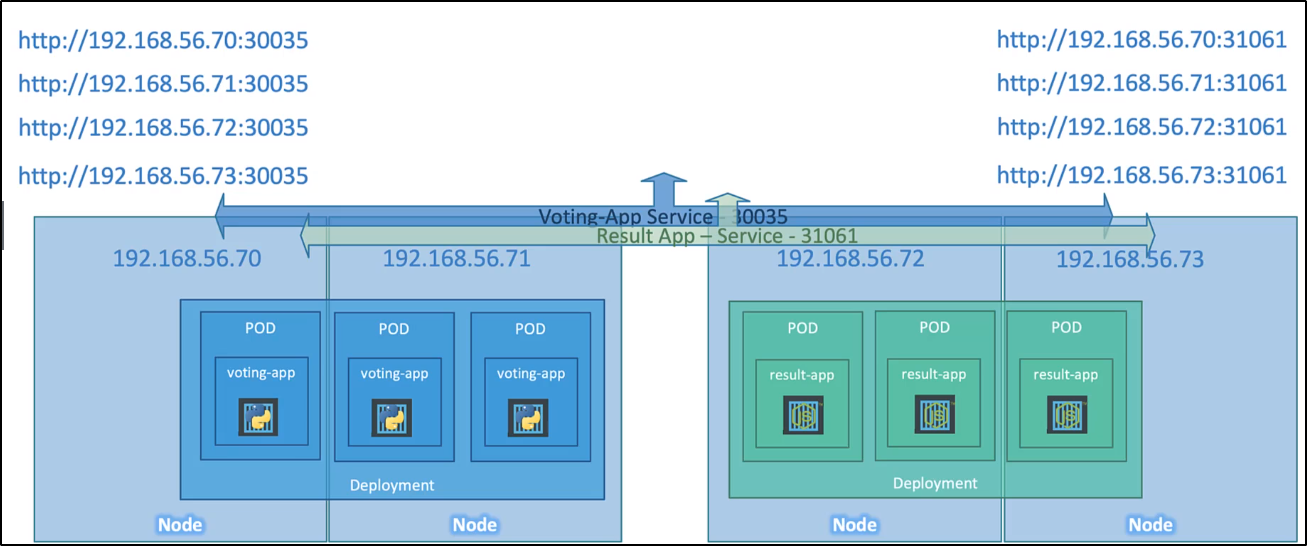 http://192.168.56.70:30035
http://192.168.56.71:30035
http://192.168.56.72:30035
http://192.168.56.73:30035
http://192.168.56.70:31061
http://192.168.56.71:31061
http://192.168.56.72:31061
http://192.168.56.73:31061
Voting-App Service - 30035
Result App – Service - 31061
192.168.56.70
192.168.56.71
192.168.56.72
192.168.56.73
POD
POD
POD
POD
POD
POD
voting-app
voting-app
voting-app
result-app
result-app
result-app
JS
JS
JS
Deployment
Deployment
Node
Node
Node
Node